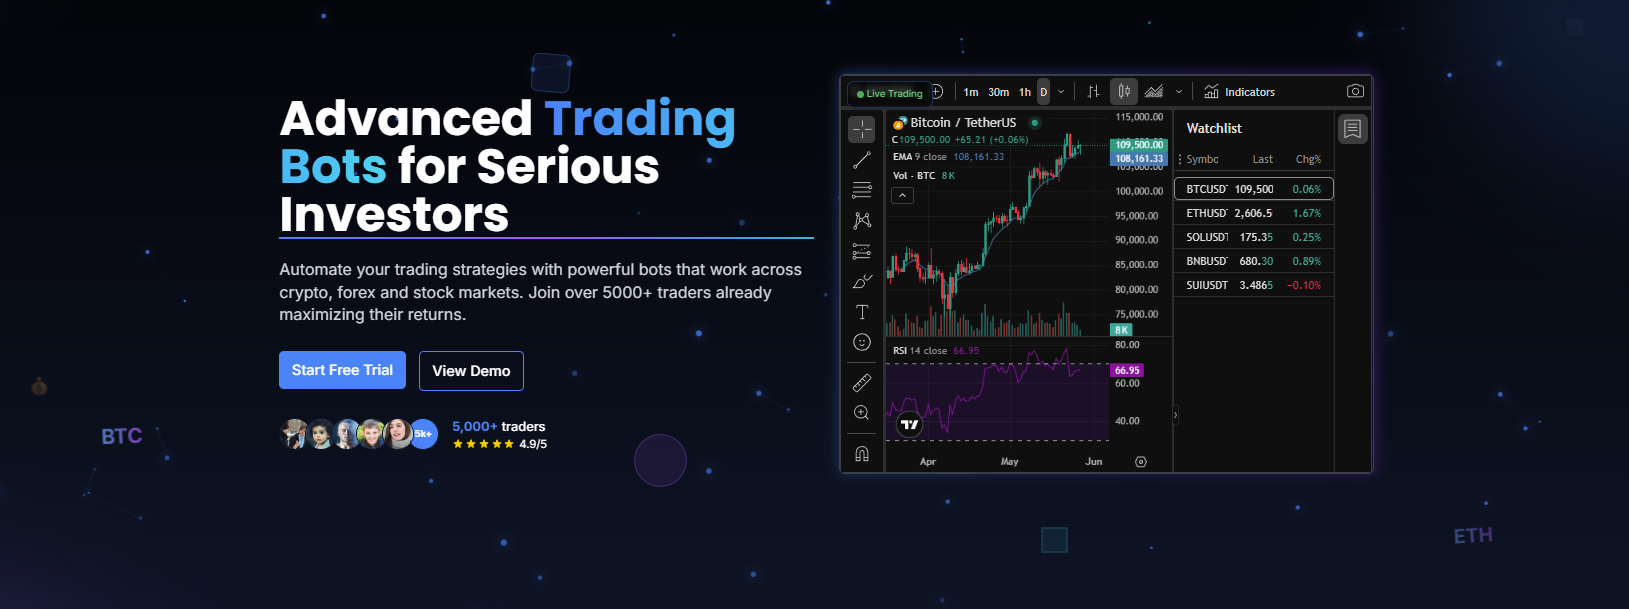 Advanced Trading
Bots for Serious
Investors
Automate your trading strategies with powerful bots that work across
crypto, forex and stock markets. Join over 5000+ traders already
maximizing their returns.
Start Free Trial
View Demo
5k+
5,000+ traders
4.9/5
BTC
ETH
Live Trading
1m 30m 1h D
Indicators
Bitcoin / TetherUS
C109,500.00 +65.21 (+0.06%)
EMA 9 close 108,161.33
Vol · BTC 8K
115,000.00
109,500.00
108,161.33
105,000.00
100,000.00
95,000.00
90,000.00
85,000.00
80,000.00
75,000.00
8K
RSI 14 close 66.95
80.00
66.95
60.00
40.00
Apr May Jun
Watchlist
Symbo Last Chg%
BTCUSDT 109,500 0.06%
ETHUSDT 2,606.5 1.67%
SOLUSDT 175.35 0.25%
BNBUSDT 680.30 0.89%
SUIUSDT 3.4865 −0.10%